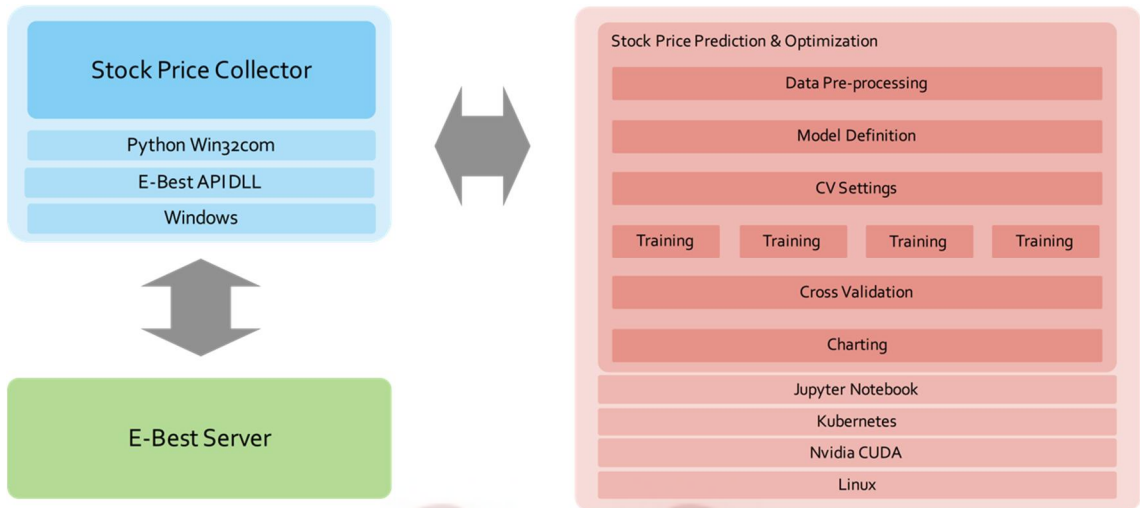 Stock Price Collector
Python Win32com
E-Best API DLL
Windows
E-Best Server
Stock Price Prediction & Optimization
Data Pre-processing
Model Definition
CV Settings
Training Training Training Training
Cross Validation
Charting
Jupyter Notebook
Kubernetes
Nvidia CUDA
Linux